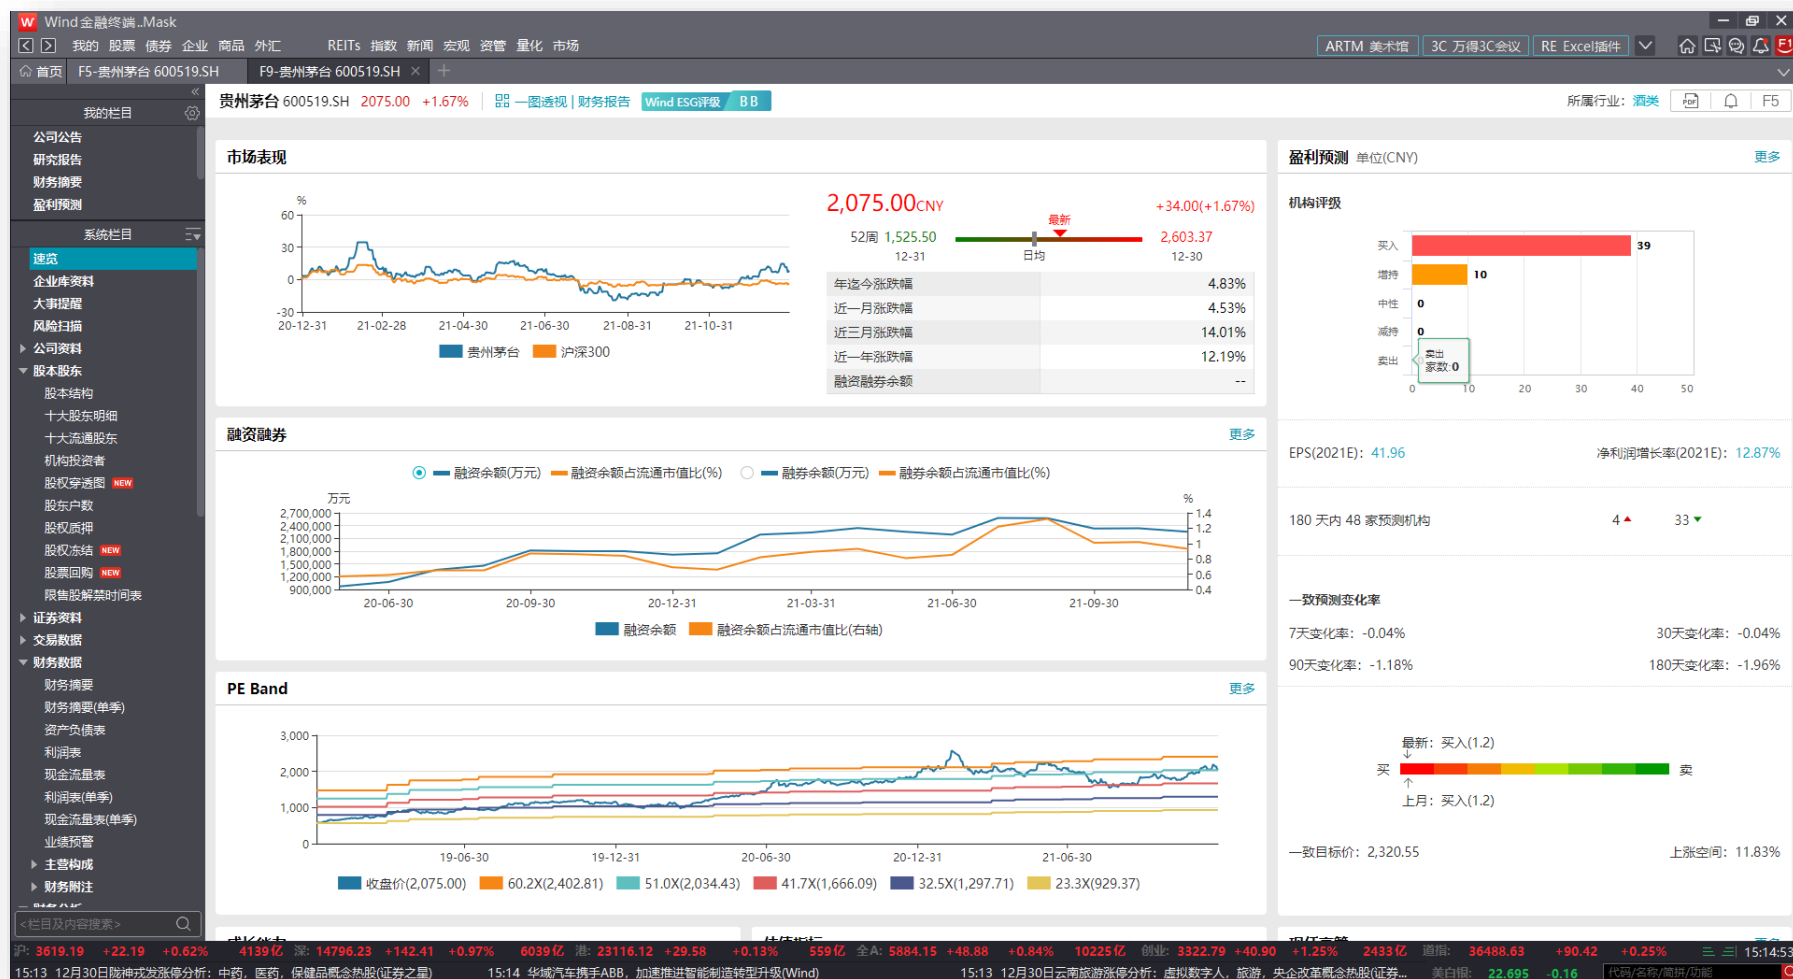 Wind金融终端..Mask
我的 股票 债券 企业 商品 外汇 REITs 指数 新闻 宏观 资管 量化 市场
ARTM 美术馆 3C 万得3C会议 RE Excel插件
首页 F5-贵州茅台 600519.SH F9-贵州茅台 600519.SH
贵州茅台 600519.SH 2075.00 +1.67% 一图透视 | 财务报告 Wind ESG评级 BB
所属行业: 酒类 PDF F5
我的栏目
公司公告
研究报告
财务摘要
盈利预测
系统栏目
速览
企业库资料
大事提醒
风险扫描
公司资料
股本股东
股本结构
十大股东明细
十大流通股东
机构投资者
股权穿透图 NEW
股东户数
股权质押
股权冻结 NEW
股票回购 NEW
限售股解禁时间表
证券资料
交易数据
财务数据
财务摘要
财务摘要(单季)
资产负债表
利润表
现金流量表
利润表(单季)
现金流量表(单季)
业绩预警
主营构成
财务附注
<栏目及内容搜索>
市场表现
%
60
30
0
-30
20-12-31 21-02-28 21-04-30 21-06-30 21-08-31 21-10-31
贵州茅台 沪深300
2,075.00CNY +34.00(+1.67%)
最新
52周 1,525.50 2,603.37
12-31 日均 12-30
年迄今涨跌幅 4.83%
近一月涨跌幅 4.53%
近三月涨跌幅 14.01%
近一年涨跌幅 12.19%
融资融券余额 --
融资融券 更多
融资余额(万元) 融资余额占流通市值比(%) 融券余额(万元) 融券余额占流通市值比(%)
万元 %
2,700,000 1.4
2,400,000 1.2
2,100,000 1
1,800,000 0.8
1,500,000 0.6
1,200,000 0.4
900,000
20-06-30 20-09-30 20-12-31 21-03-31 21-06-30 21-09-30
融资余额 融资余额占流通市值比(右轴)
PE Band 更多
3,000
2,000
1,000
0
19-06-30 19-12-31 20-06-30 20-12-31 21-06-30
收盘价(2,075.00) 60.2X(2,402.81) 51.0X(2,034.43) 41.7X(1,666.09) 32.5X(1,297.71) 23.3X(929.37)
盈利预测 单位(CNY) 更多
机构评级
买入 39
增持 10
中性 0
减持 0
卖出
卖出
家数:0
0 10 20 30 40 50
EPS(2021E): 41.96 净利润增长率(2021E): 12.87%
180 天内 48 家预测机构 4 33
一致预测变化率
7天变化率: -0.04% 30天变化率: -0.04%
90天变化率: -1.18% 180天变化率: -1.96%
最新: 买入(1.2)
买 卖
上月: 买入(1.2)
一致目标价: 2,320.55 上涨空间: 11.83%
沪: 3619.19 +22.19 +0.62% 4139亿 深: 14796.23 +142.41 +0.97% 6039亿 港: 23116.12 +29.58 +0.13% 559亿 全A: 5884.15 +48.88 +0.84% 10225亿 创业: 3322.79 +40.90 +1.25% 2433亿 道指: 36488.63 +90.42 +0.25% 15:14:53
15:13 12月30日陇神戎发涨停分析: 中药, 医药, 保健品概念热股(证券之星) 15:14 华域汽车携手ABB, 加速推进智能制造转型升级(Wind) 15:13 12月30日云南旅游涨停分析: 虚拟数字人, 旅游, 央企改革概念热股(证券... 美白银: 22.695 -0.16 代码/名称/简拼/功能